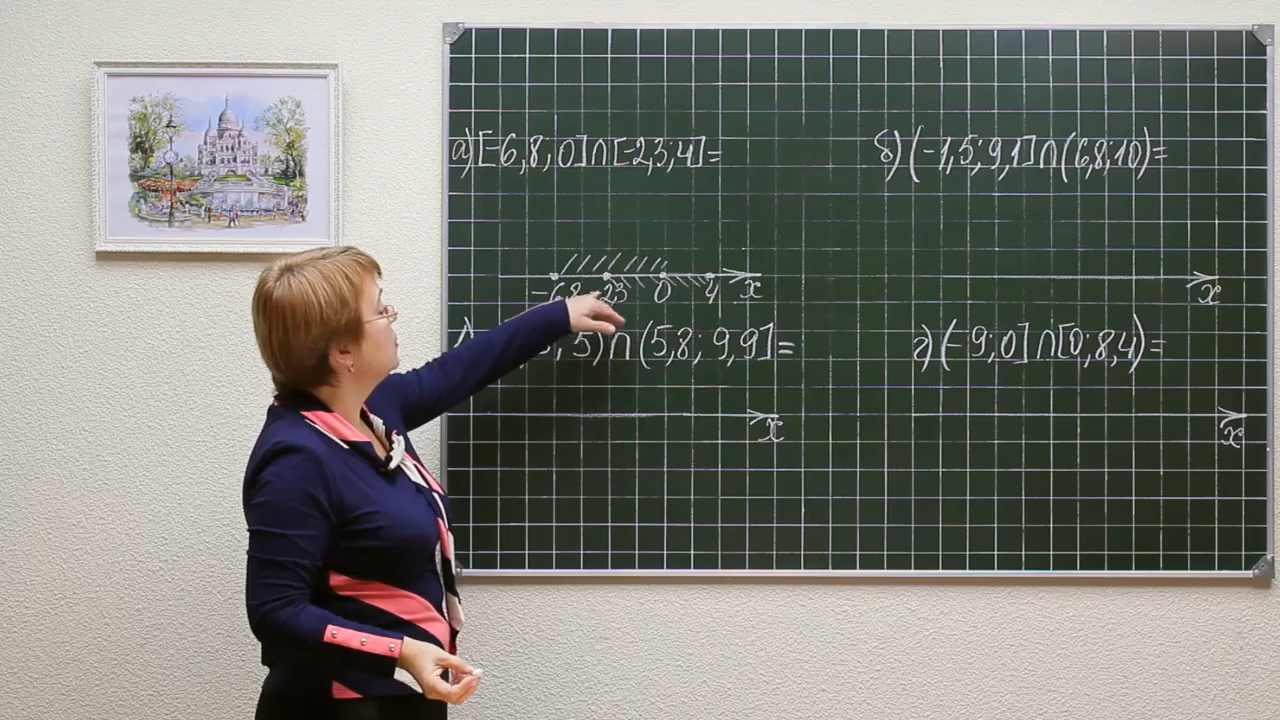 а) [-6,8; 0]∩[-2,3; 4]=
б) (-1,5; 9,1]∩(6,8; 10)=
-6,8 -2,3 0 4 x
x
; 5)∩(5,8; 9,9]=
г) (-9; 0]∩[0; 8,4)=
x
x